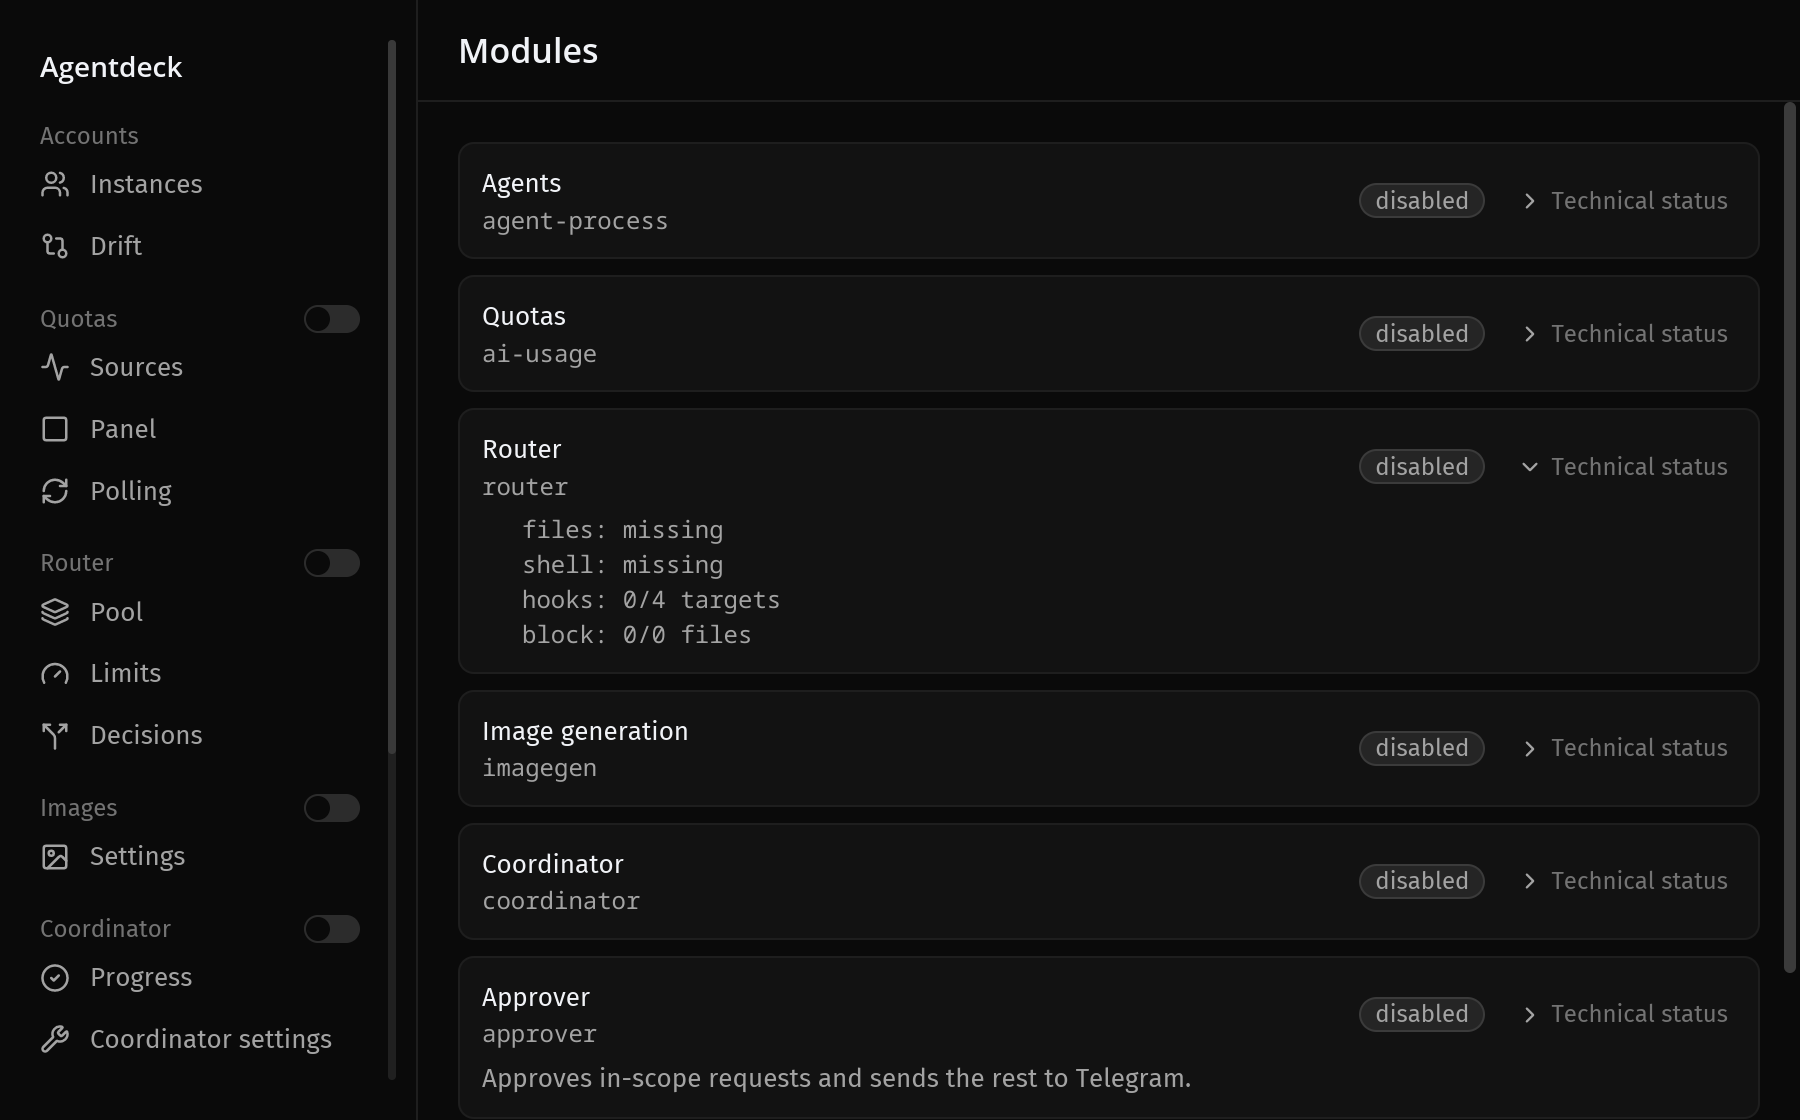 Agentdeck
Accounts
Instances
Drift
Quotas
Sources
Panel
Polling
Router
Pool
Limits
Decisions
Images
Settings
Coordinator
Progress
Coordinator settings
Modules
Agents
agent-process
disabled
Technical status
Quotas
ai-usage
disabled
Technical status
Router
router
disabled
Technical status
files: missing
shell: missing
hooks: 0/4 targets
block: 0/0 files
Image generation
imagegen
disabled
Technical status
Coordinator
coordinator
disabled
Technical status
Approver
approver
disabled
Technical status
Approves in-scope requests and sends the rest to Telegram.